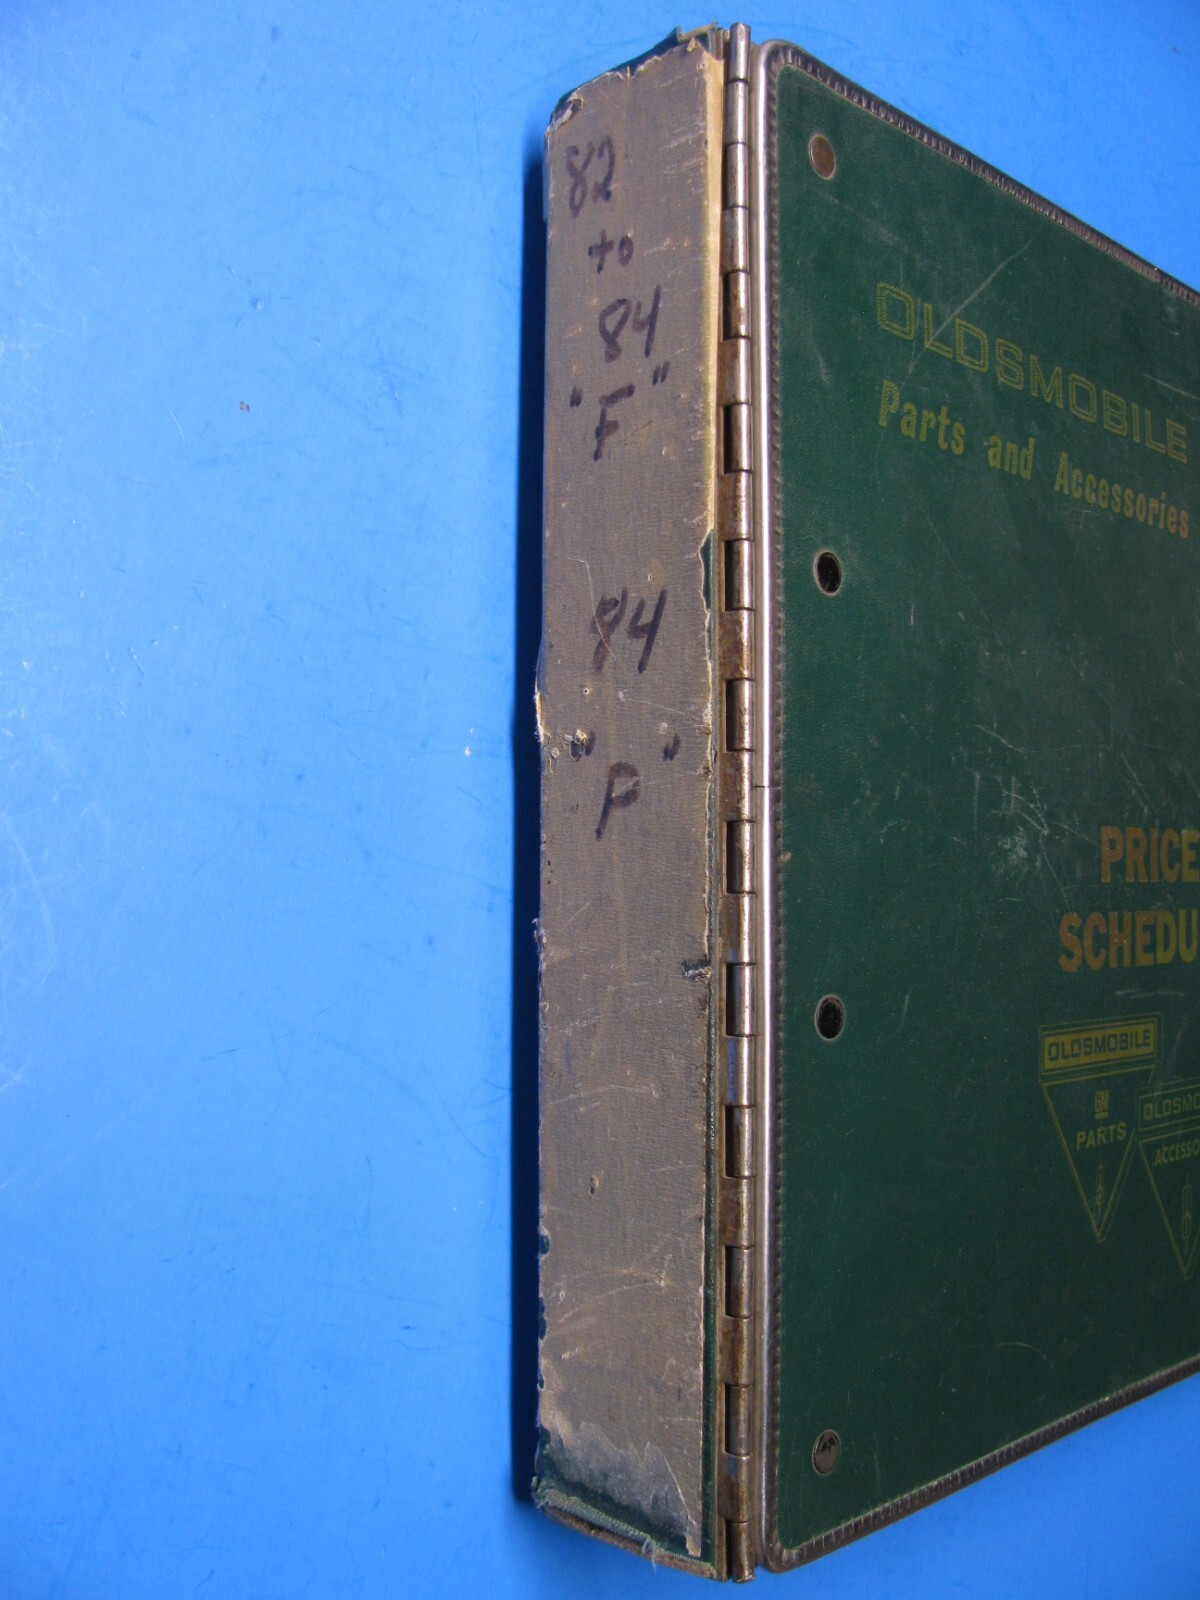 82
to
84
"F"
84
"P"
OLDSMOBILE
Parts and Accessories
PRICE
SCHEDU
OLDSMOBILE
GM
PARTS
OLDSMO
ACCESSO